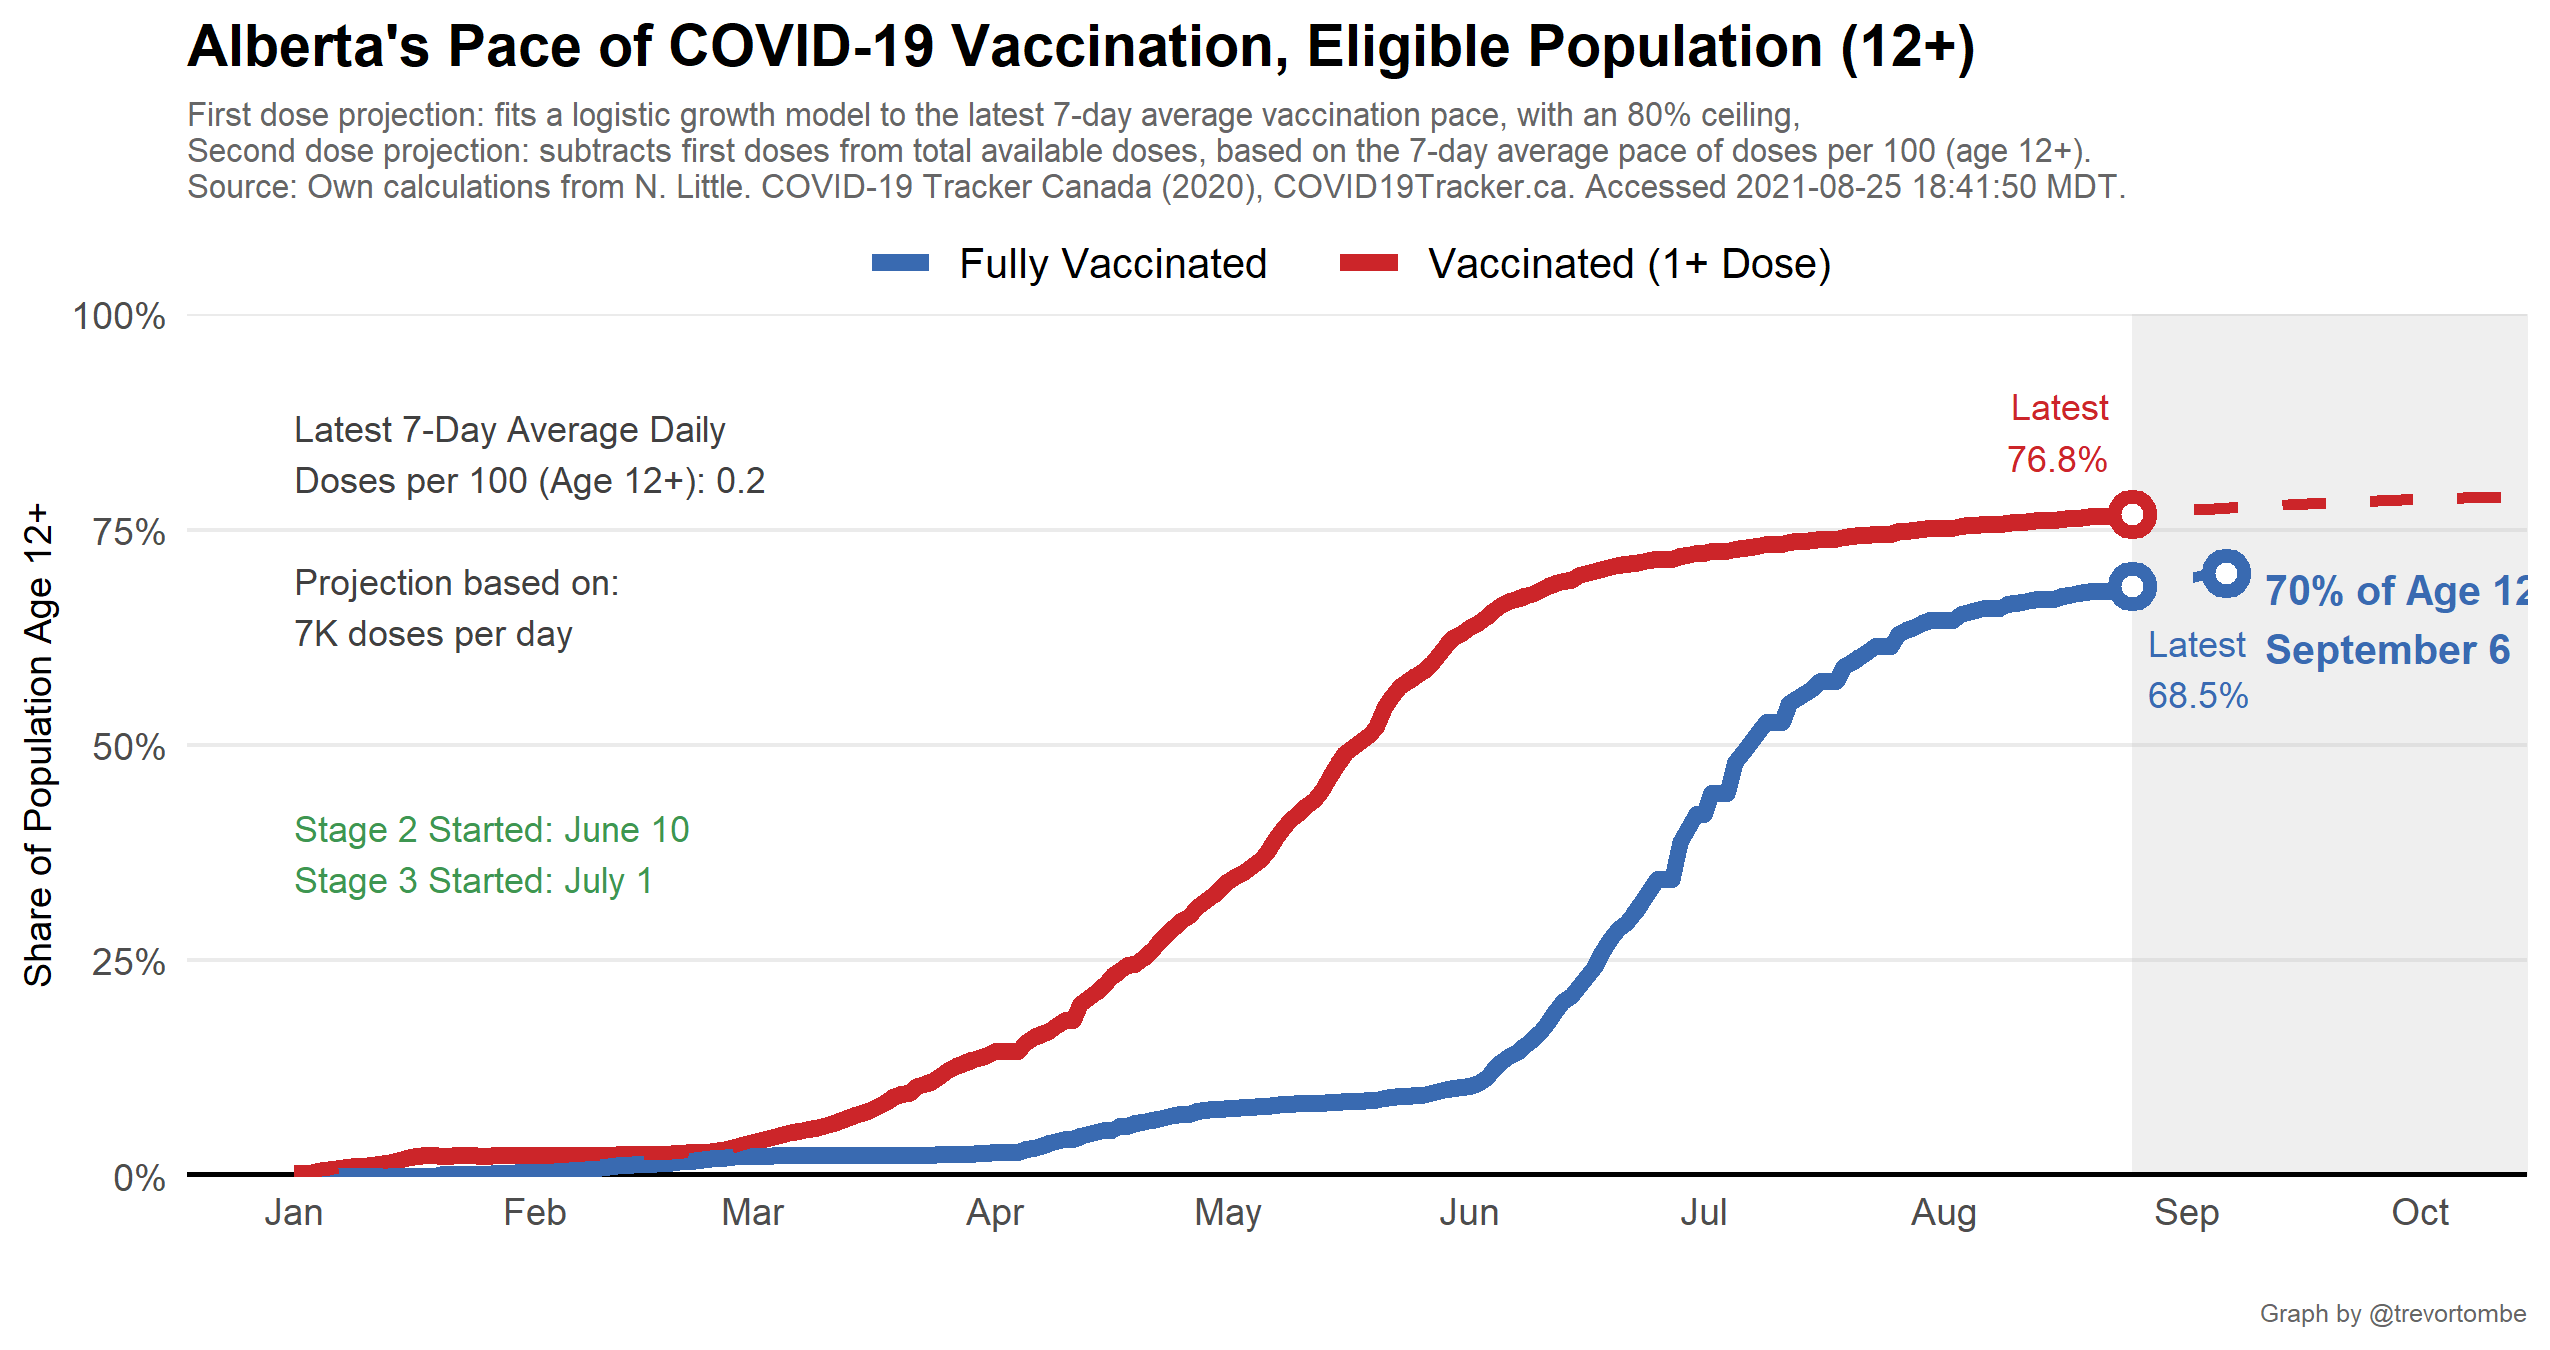 Alberta's Pace of COVID-19 Vaccination, Eligible Population (12+)
First dose projection: fits a logistic growth model to the latest 7-day average vaccination pace, with an 80% ceiling,
Second dose projection: subtracts first doses from total available doses, based on the 7-day average pace of doses per 100 (age 12+).
Source: Own calculations from N. Little. COVID-19 Tracker Canada (2020), COVID19Tracker.ca. Accessed 2021-08-25 18:41:50 MDT.
Fully Vaccinated
Vaccinated (1+ Dose)
Share of Population Age 12+
100%
75%
50%
25%
0%
Latest 7-Day Average Daily
Doses per 100 (Age 12+): 0.2
Projection based on:
7K doses per day
Stage 2 Started: June 10
Stage 3 Started: July 1
Latest
76.8%
70% of Age 12
September 6
Latest
68.5%
Jan
Feb
Mar
Apr
May
Jun
Jul
Aug
Sep
Oct
Graph by @trevortombe